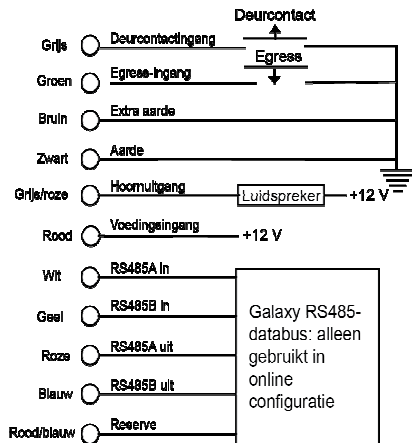 Deurcontact
Grijs Deurcontactingang
Egress
Groen Egress-ingang
Bruin Extra aarde
Zwart Aarde
Grijs/roze Hoornuitgang Luidspreker +12 V
Rood Voedingsingang +12 V
Wit RS485A in
Geel RS485B in
Roze RS485A uit
Blauw RS485B uit
Rood/blauw Reserve
Galaxy RS485-
databus: alleen
gebruikt in
online
configuratie